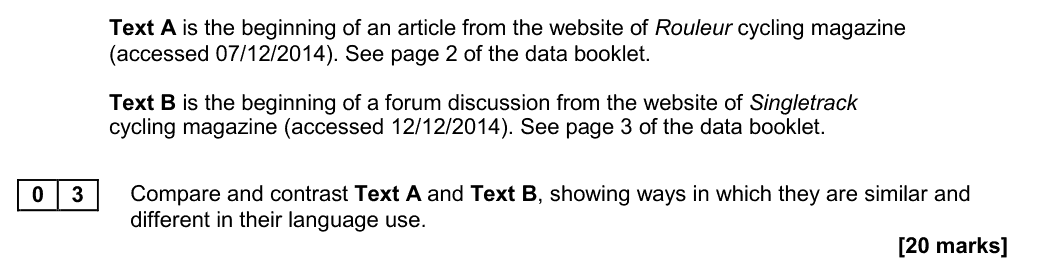 Text A is the beginning of an article from the website of Rouleur cycling magazine
(accessed 07/12/2014). See page 2 of the data booklet.
Text B is the beginning of a forum discussion from the website of Singletrack
cycling magazine (accessed 12/12/2014). See page 3 of the data booklet.
0 3 Compare and contrast Text A and Text B, showing ways in which they are similar and
different in their language use.
[20 marks]